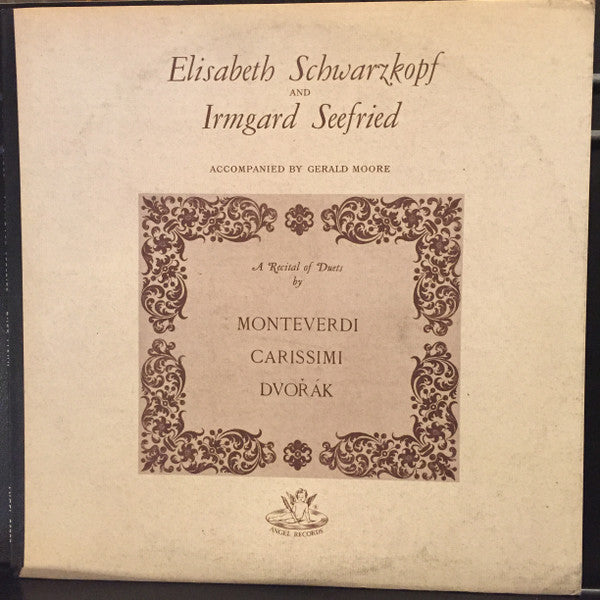 Elisabeth Schwarzkopf
AND
Irmgard Seefried
ACCOMPANIED BY GERALD MOORE
A Recital of Duets
by
MONTEVERDI
CARISSIMI
DVOŘÁK
ANGEL RECORDS